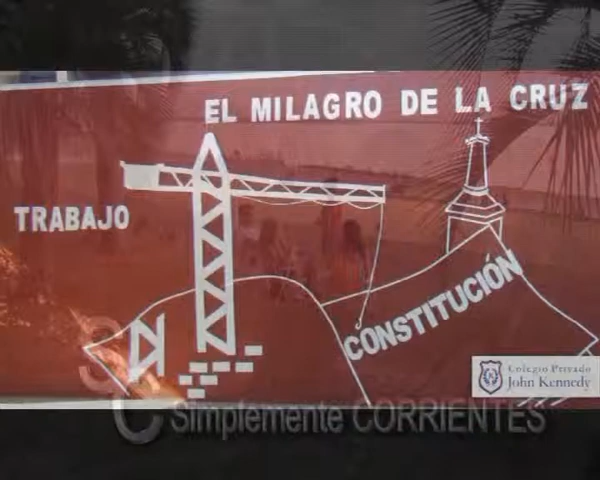 EL MILAGRO DE LA CRUZ
TRABAJO
CONSTITUCIÓN
Colegio Privado
John Kennedy
Simplemente CORRIENTES